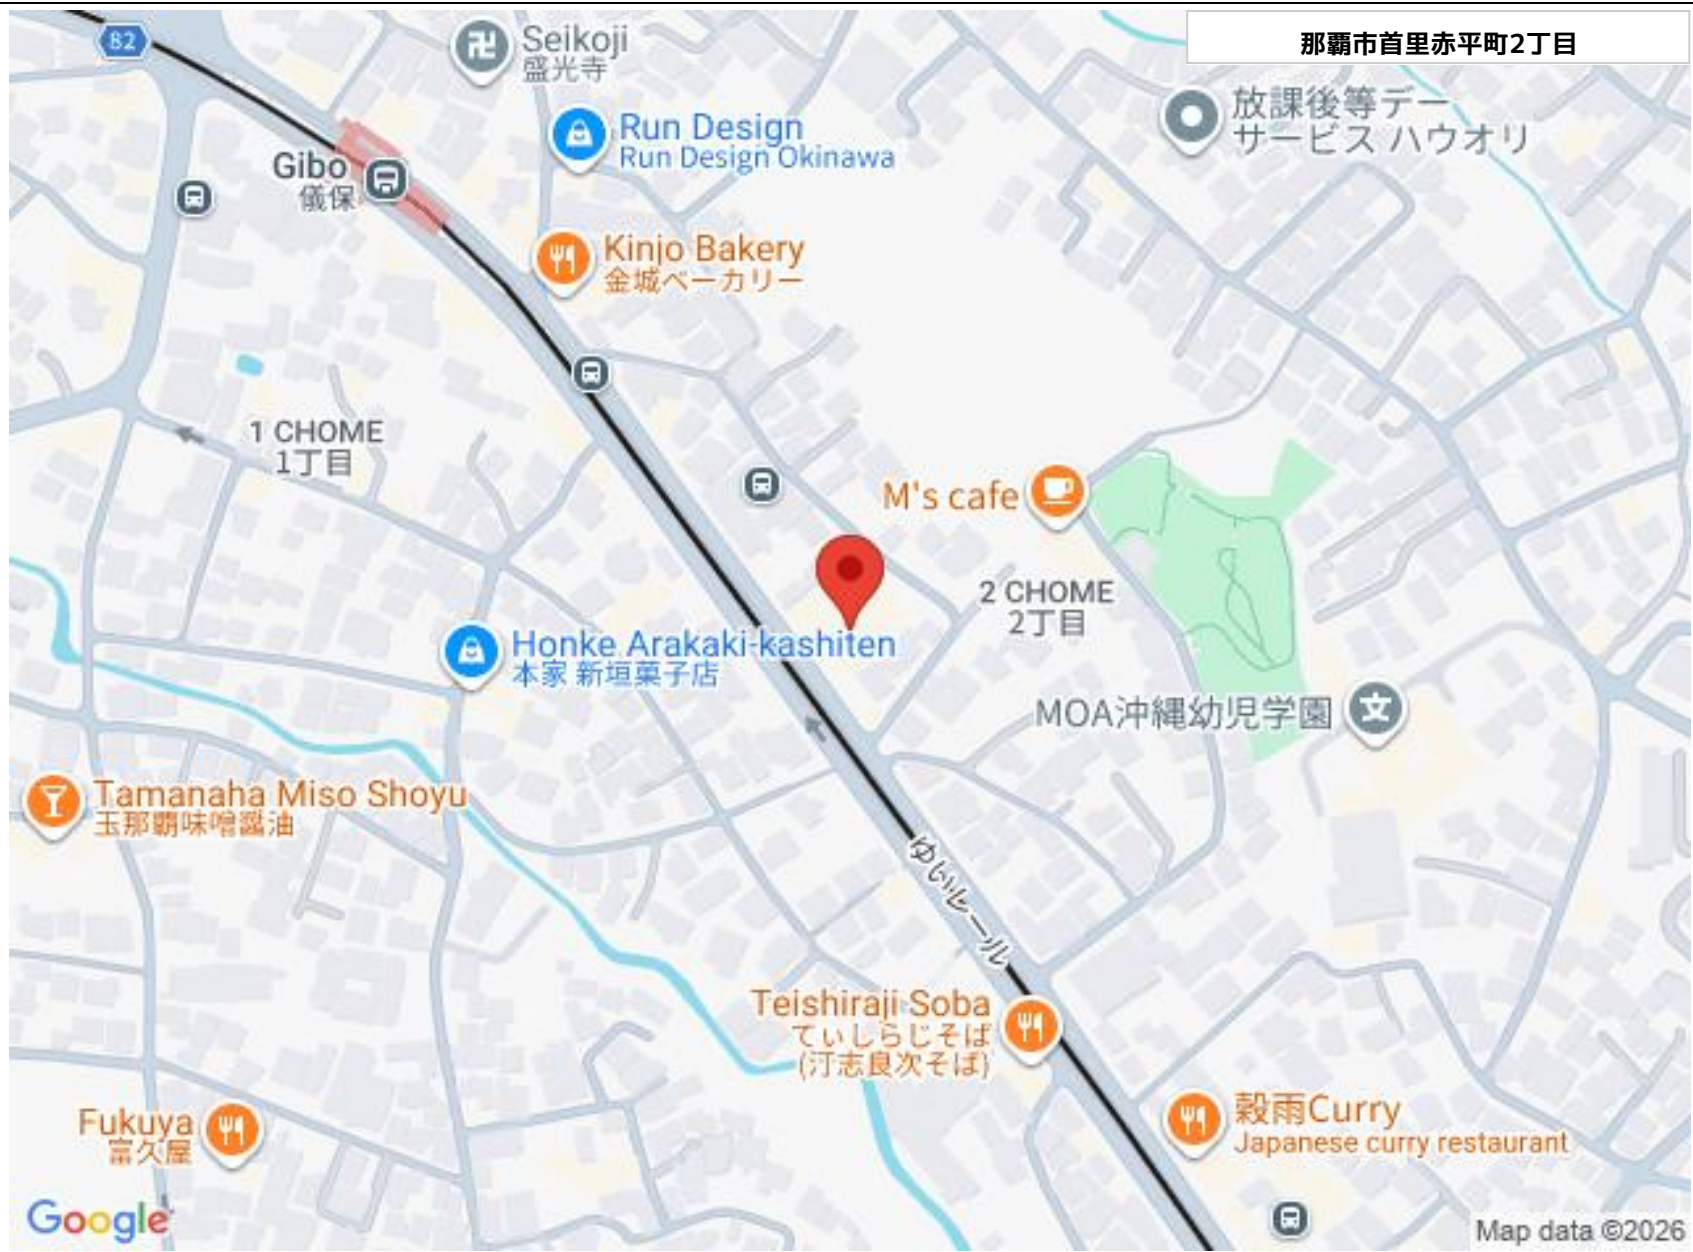 82
Seikoji
盛光寺
那覇市首里赤平町2丁目
Run Design
Run Design Okinawa
放課後等デー
サービス ハウオリ
Gibo
儀保
Kinjo Bakery
金城ベーカリー
1 CHOME
1丁目
M's cafe
2 CHOME
2丁目
Honke Arakaki-kashiten
本家 新垣菓子店
MOA沖縄幼児学園
文
Tamanaha Miso Shoyu
玉那覇味噌醤油
ゆいレール
Teishiraji Soba
てぃしらじそば
(汀志良次そば)
穀雨Curry
Japanese curry restaurant
Fukuya
富久屋
Google
Map data ©2026